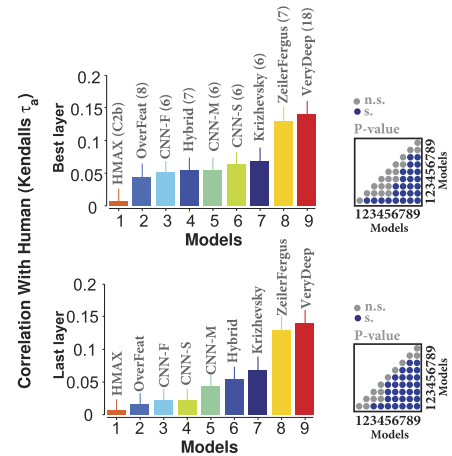 Correlation With Human (Kendalls τa)
Best layer
0.2
0.15
0.1
0.05
0
HMAX (C2b)
OverFeat (8)
CNN-F (6)
Hybrid (7)
CNN-M (6)
CNN-S (6)
Krizhevsky (6)
ZeilerFergus (7)
VeryDeep (18)
1 2 3 4 5 6 7 8 9
Models
n.s.
s.
P-value
123456789
123456789
Models
Models
Last layer
0.2
0.15
0.1
0.05
0
HMAX
OverFeat
CNN-F
CNN-S
CNN-M
Hybrid
Krizhevsky
ZeilerFergus
VeryDeep
1 2 3 4 5 6 7 8 9
Models
n.s.
s.
P-value
123456789
123456789
Models
Models